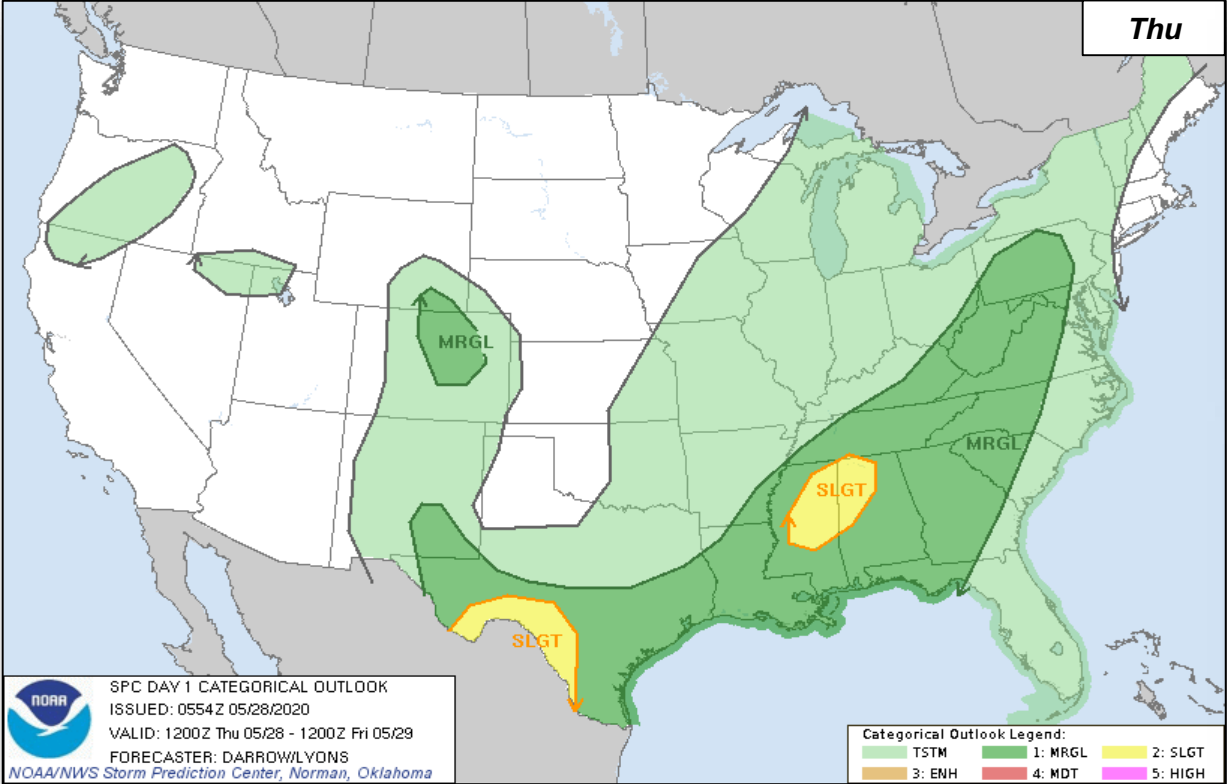 Thu
MRGL
MRGL
SLGT
SLGT
NOAA
SPC DAY 1 CATEGORICAL OUTLOOK
ISSUED: 0554Z 05/28/2020
VALID: 1200Z Thu 05/28 - 1200Z Fri 05/29
FORECASTER: DARROW/LYONS
NOAA/NWS Storm Prediction Center, Norman, Oklahoma
Categorical Outlook Legend:
TSTM 1: MRGL 2: SLGT
3: ENH 4: MDT 5: HIGH